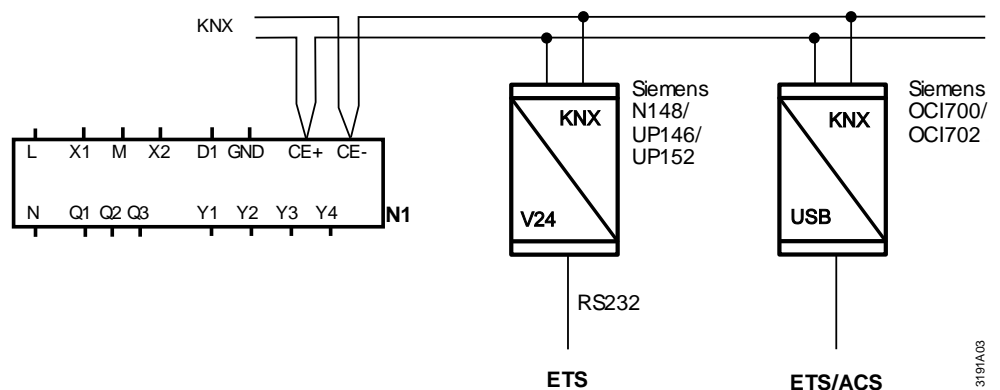 KNX
Siemens
N148/
UP146/
UP152
Siemens
OCI700/
OCI702
KNX
V24
KNX
USB
L X1 M X2 D1 GND CE+ CE-
N Q1 Q2 Q3 Y1 Y2 Y3 Y4
N1
RS232
ETS
ETS/ACS
3191A03